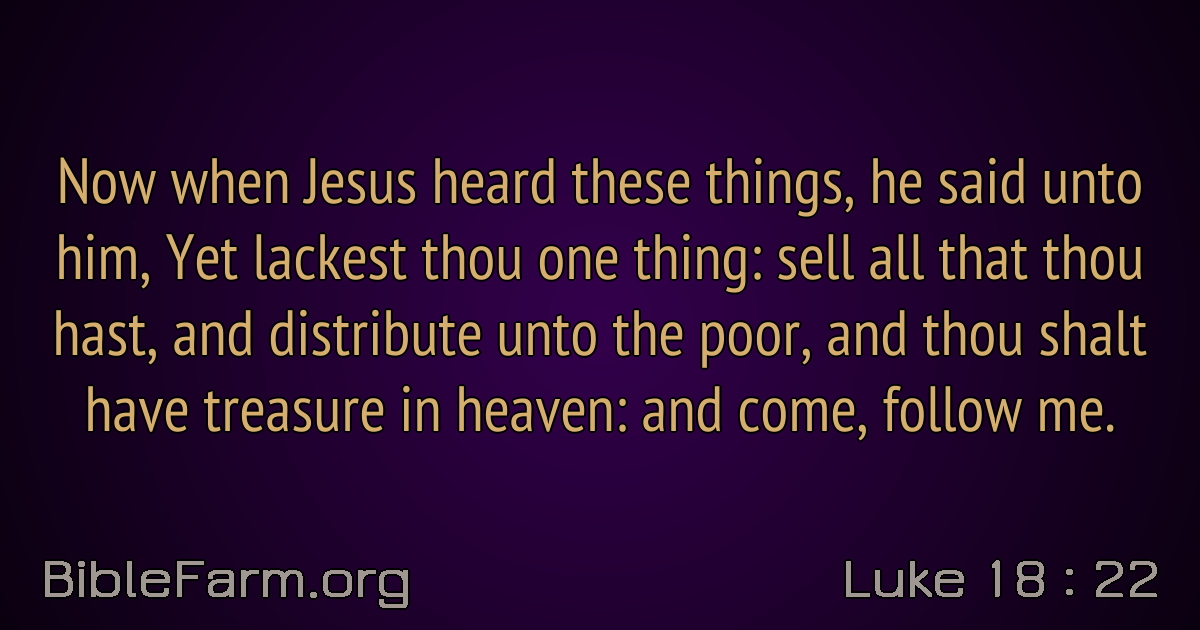 Now when Jesus heard these things, he said unto
him, Yet lackest thou one thing: sell all that thou
hast, and distribute unto the poor, and thou shalt
have treasure in heaven: and come, follow me.
BibleFarm.org
Luke 18 : 22